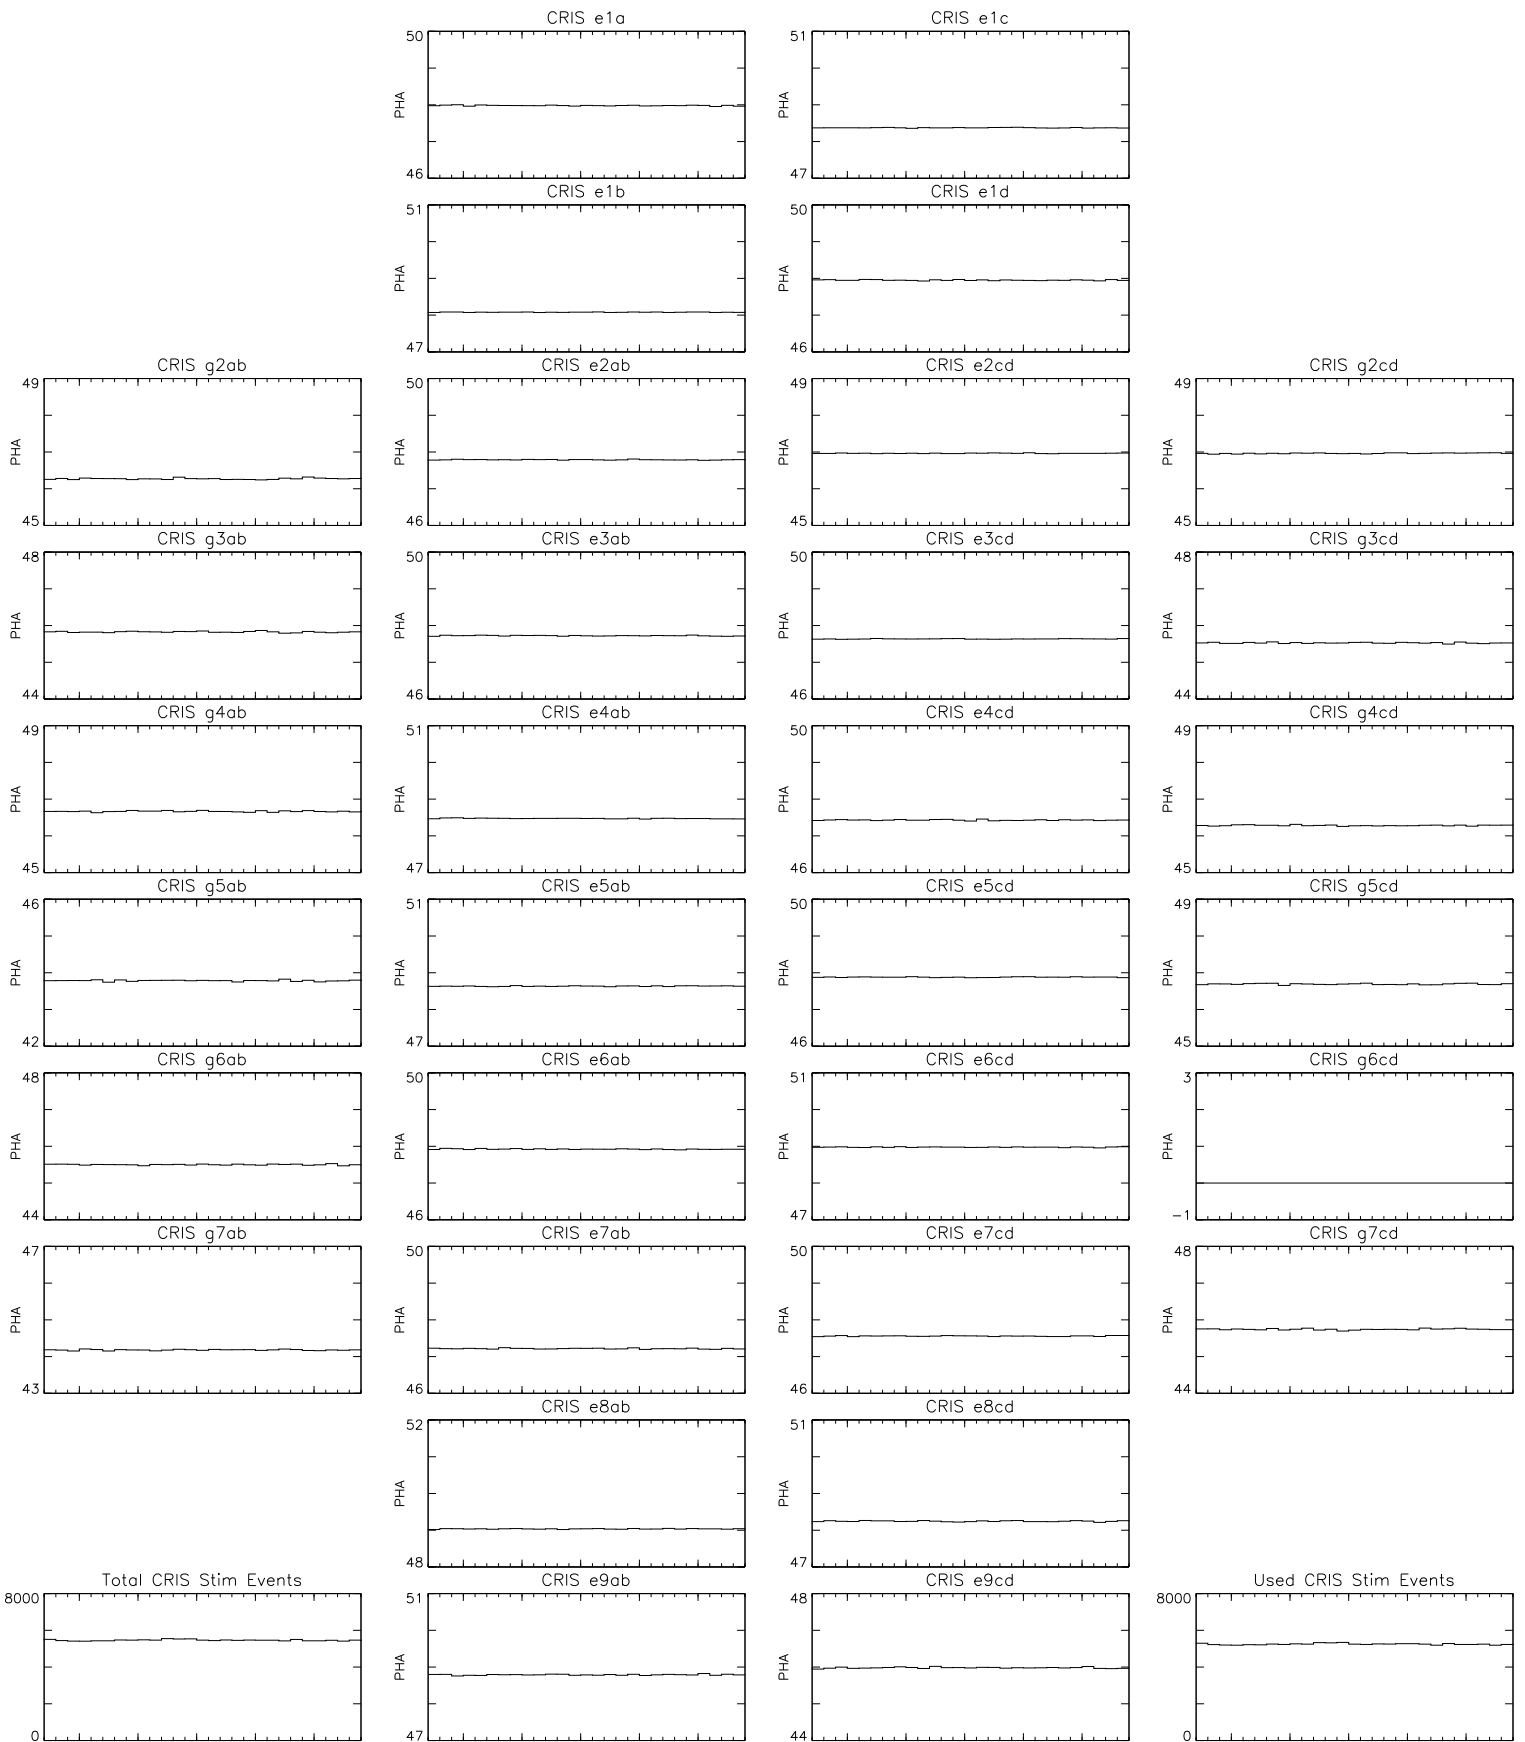 CRIS e1a
CRIS e1c
50
PHA
46
51
PHA
47
CRIS e1b
CRIS e1d
51
PHA
47
50
PHA
46
CRIS g2ab
CRIS e2ab
CRIS e2cd
CRIS g2cd
49
PHA
45
50
PHA
46
49
PHA
45
49
PHA
45
CRIS g3ab
CRIS e3ab
CRIS e3cd
CRIS g3cd
48
PHA
44
50
PHA
46
50
PHA
46
48
PHA
44
CRIS g4ab
CRIS e4ab
CRIS e4cd
CRIS g4cd
49
PHA
45
51
PHA
47
50
PHA
46
49
PHA
45
CRIS g5ab
CRIS e5ab
CRIS e5cd
CRIS g5cd
46
PHA
42
51
PHA
47
50
PHA
46
49
PHA
45
CRIS g6ab
CRIS e6ab
CRIS e6cd
CRIS g6cd
48
PHA
44
50
PHA
46
51
PHA
47
3
PHA
-1
CRIS g7ab
CRIS e7ab
CRIS e7cd
CRIS g7cd
47
PHA
43
50
PHA
46
50
PHA
46
48
PHA
44
CRIS e8ab
CRIS e8cd
52
PHA
48
51
PHA
47
Total CRIS Stim Events
CRIS e9ab
CRIS e9cd
Used CRIS Stim Events
8000
0
51
PHA
47
48
PHA
44
8000
0